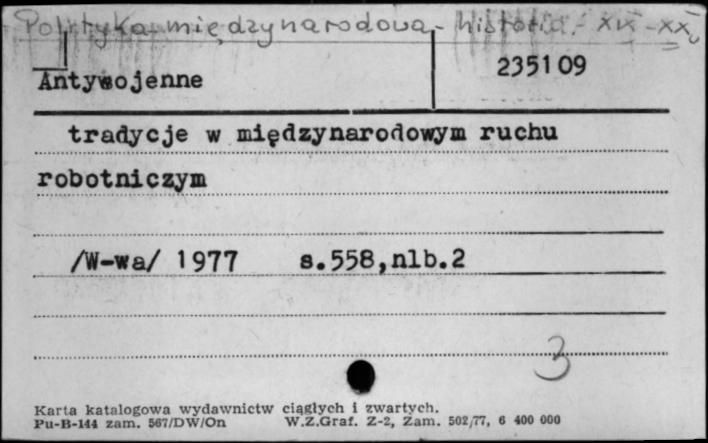 Polityka międzynarodowa - historia - XIX - XX w
Antywojenne
235109
tradycje w międzynarodowym ruchu
robotniczym
/W-wa/ 1977 s.558,nlb.2
3
Karta katalogowa wydawnictw ciągłych i zwartych.
Pu-B-144 zam. 567/DW/On W.Z.Graf. Z-2, Zam. 502/77, 6 400 000